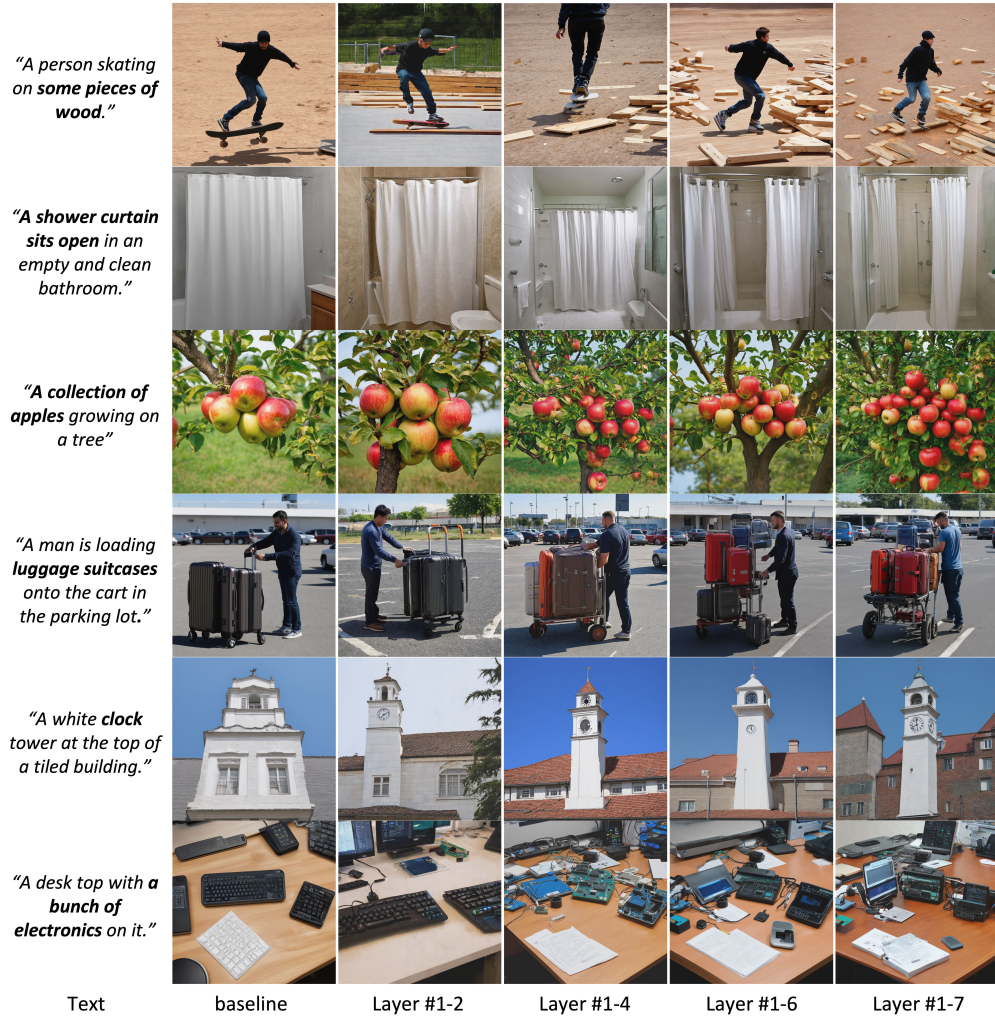 “A person skating
on some pieces of
wood.”
“A shower curtain
sits open in an
empty and clean
bathroom.”
“A collection of
apples growing on
a tree”
“A man is loading
luggage suitcases
onto the cart in
the parking lot.”
“A white clock
tower at the top of
a tiled building.”
“A desk top with a
bunch of
electronics on it.”
Text
baseline
Layer #1-2
Layer #1-4
Layer #1-6
Layer #1-7